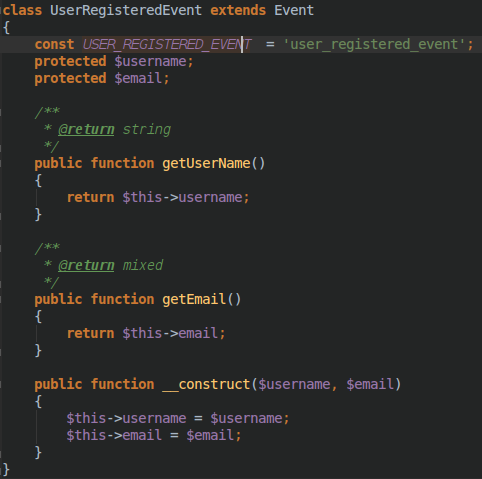 class UserRegisteredEvent extends Event
{
    const USER_REGISTERED_EVENT  = 'user_registered_event';
    protected $username;
    protected $email;

    /**
     * @return string
     */
    public function getUserName()
    {
        return $this->username;
    }

    /**
     * @return mixed
     */
    public function getEmail()
    {
        return $this->email;
    }

    public function __construct($username, $email)
    {
        $this->username = $username;
        $this->email = $email;
    }
}